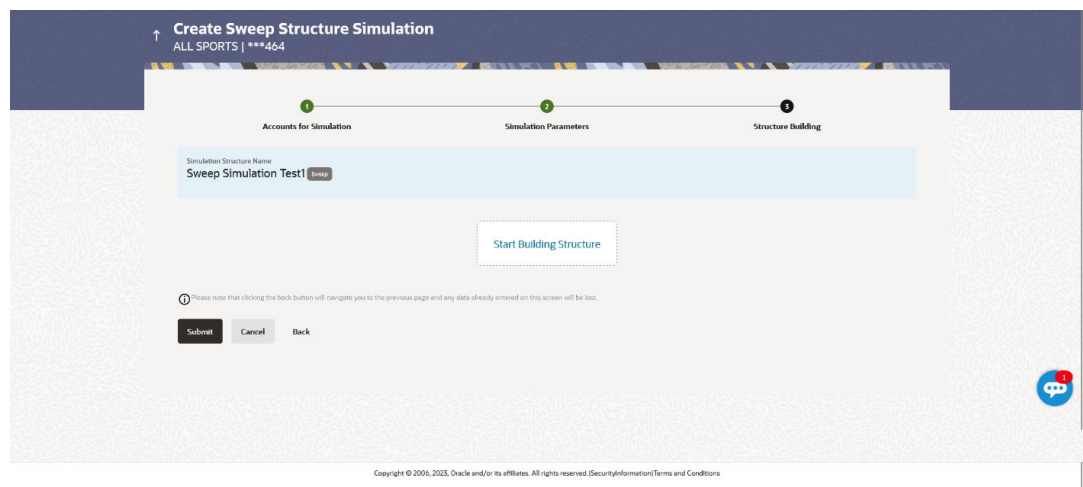 Create Sweep Structure Simulation
ALL SPORTS | ***464
1
2
3
Accounts for Simulation
Simulation Parameters
Structure Building
Simulation Structure Name
Sweep Simulation Test1 Sweep
Start Building Structure
Please note that clicking the back button will navigate you to the previous page and any data already entered on this screen will be lost.
Submit
Cancel
Back
1
Copyright © 2006, 2023, Oracle and/or its affiliates. All rights reserved.|SecurityInformation|Terms and Conditions